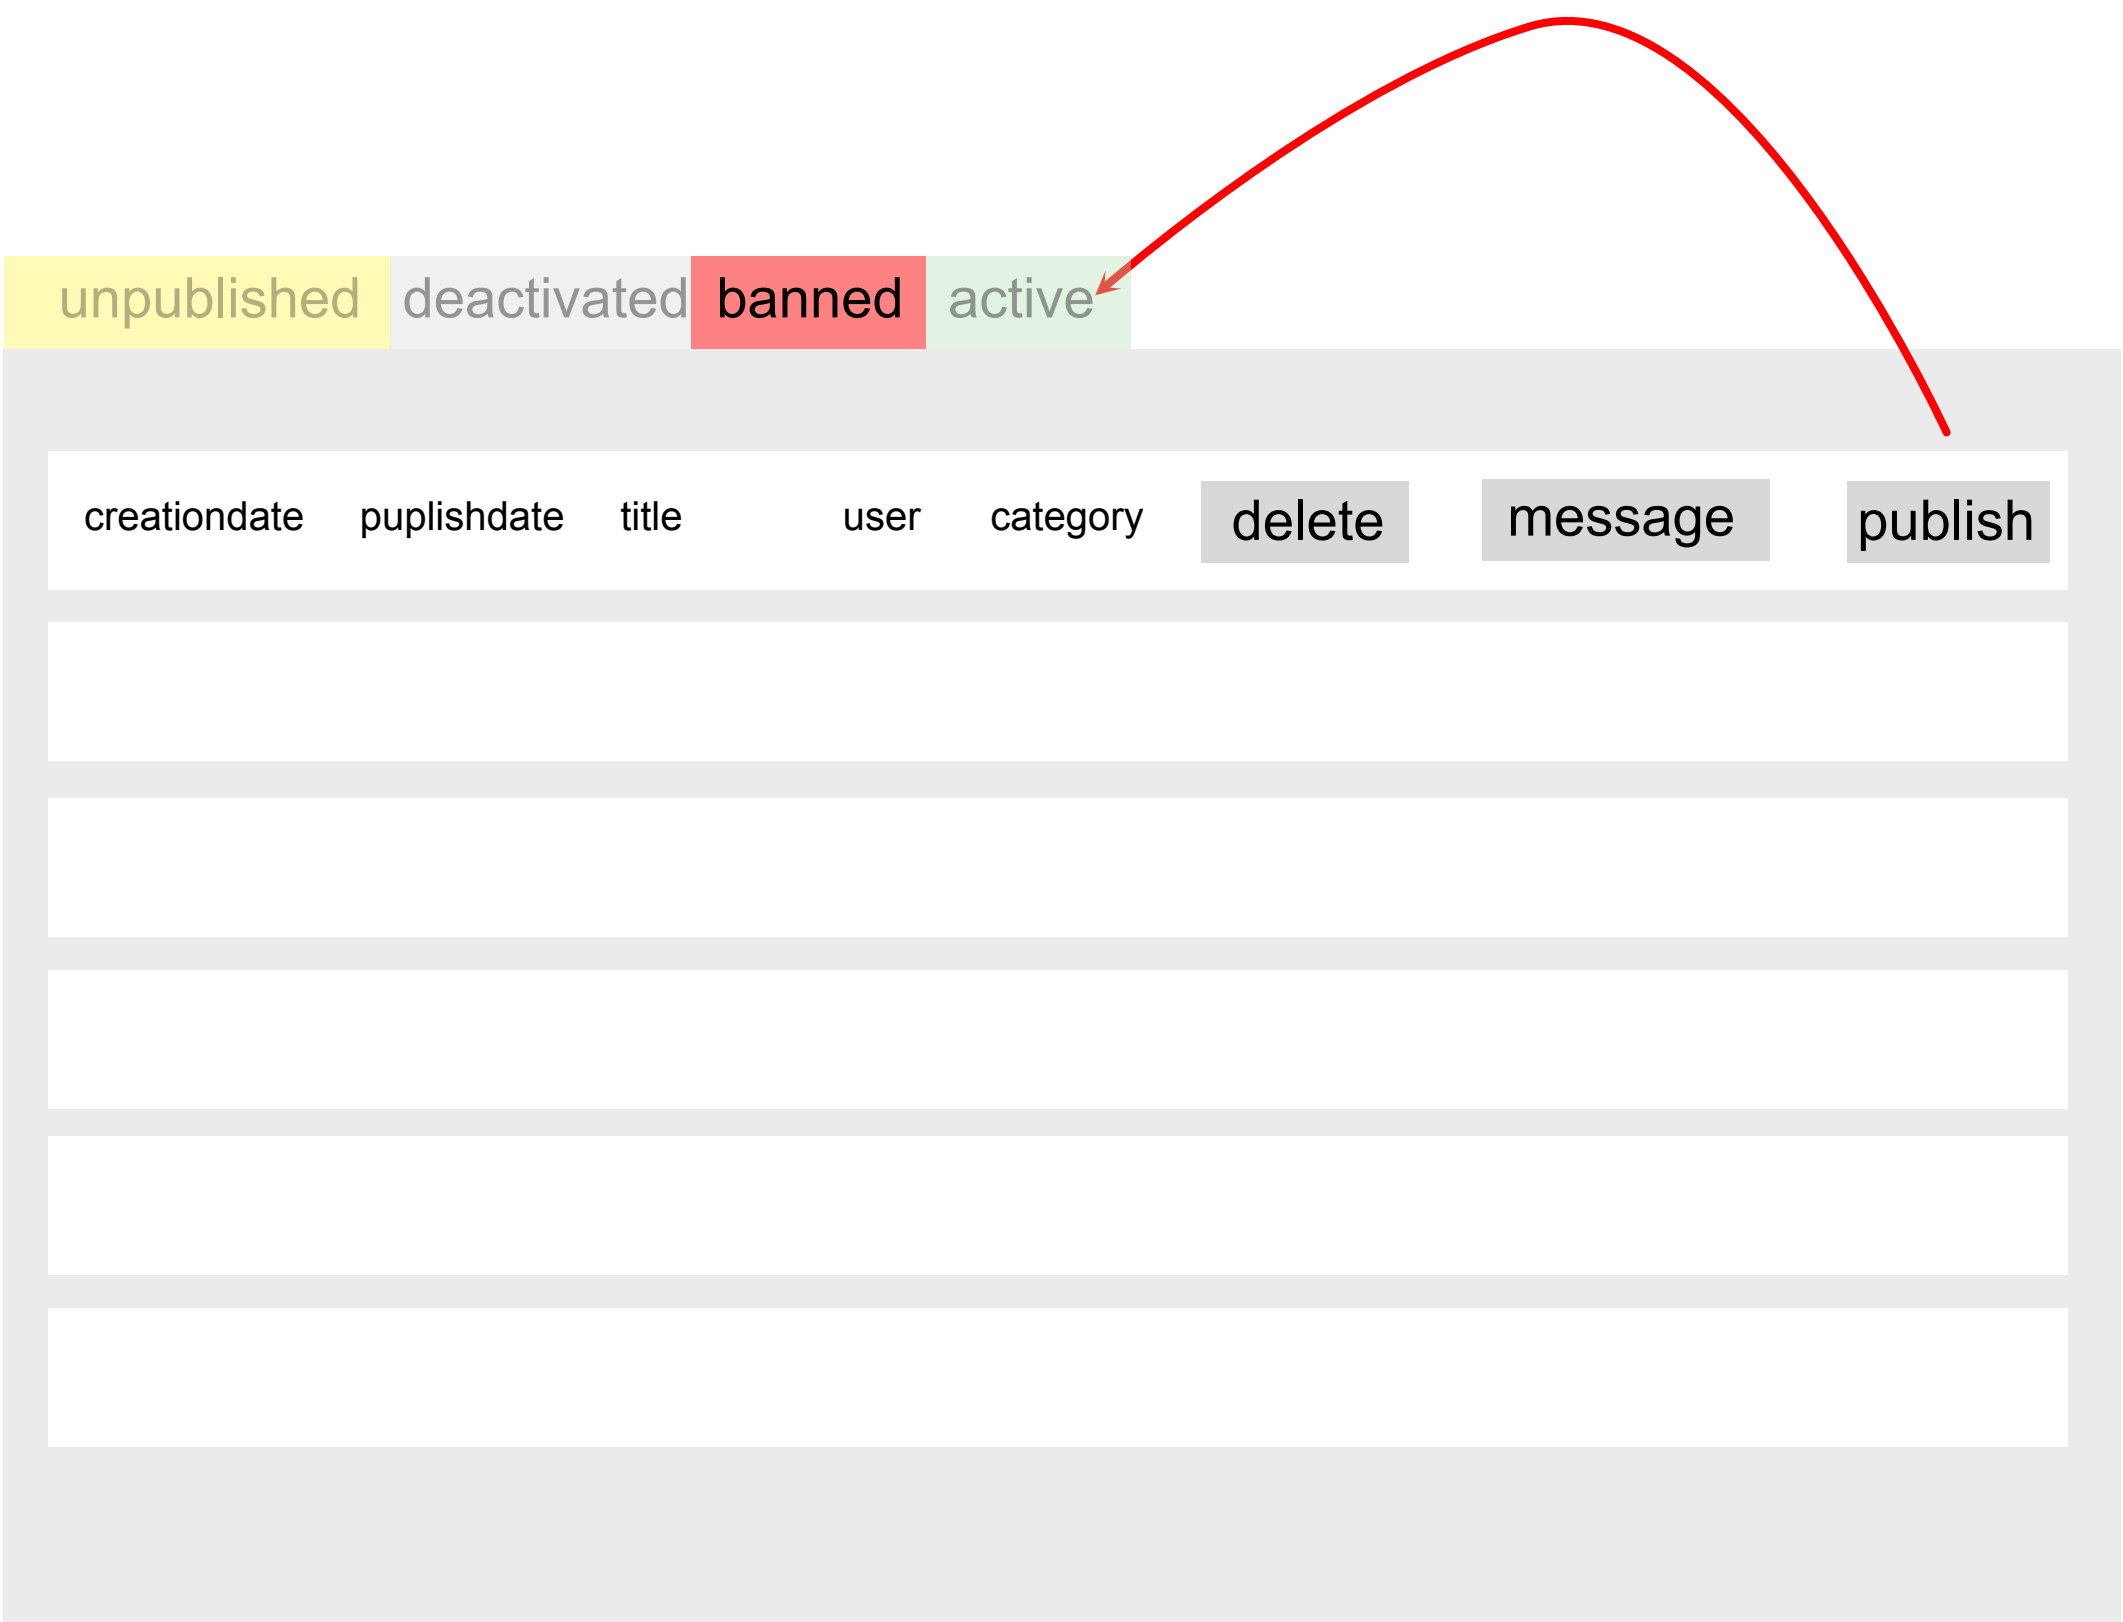 unpublished deactivated banned active
creationdate puplishdate title user category delete message publish